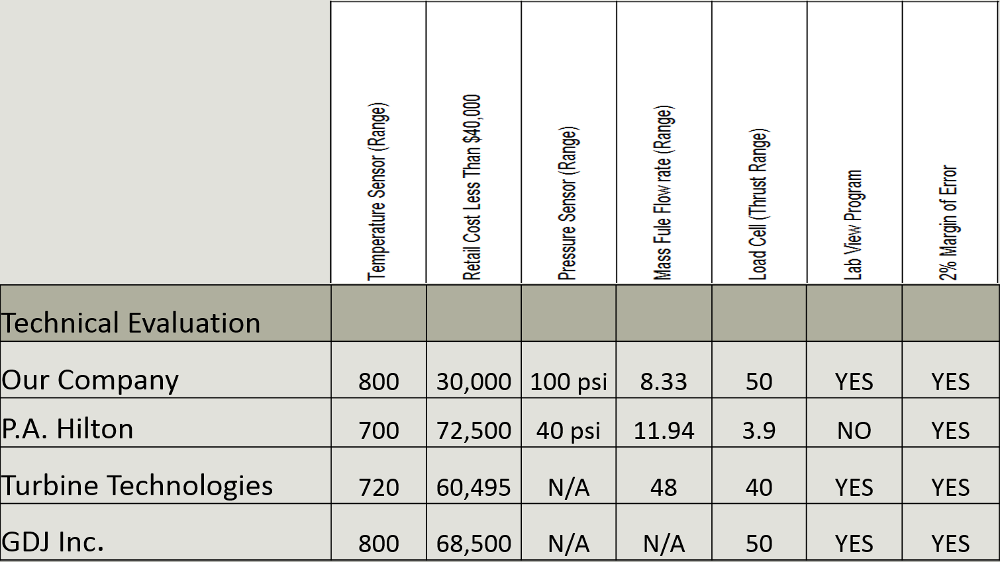 Temperature Sensor (Range)
Retail Cost Less Than $40,000
Pressure Sensor (Range)
Mass Fule Flow rate (Range)
Load Cell (Thrust Range)
Lab View Program
2% Margin of Error
Technical Evaluation
Our Company 800 30,000 100 psi 8.33 50 YES YES
P.A. Hilton 700 72,500 40 psi 11.94 3.9 NO YES
Turbine Technologies 720 60,495 N/A 48 40 YES YES
GDJ Inc. 800 68,500 N/A N/A 50 YES YES